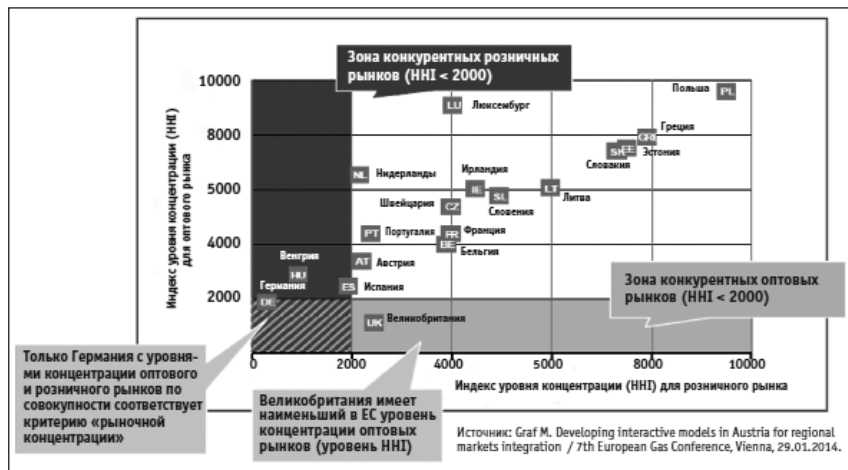 Зона конкурентных розничных
рынков (HHI < 2000)
Индекс уровня концентрации (HHI)
для оптового рынка
10000
8000
5000
4000
2000
LU Люксембург
Польша PL
Греция
GRE
SK EE
Словакия Эстония
NL Нидерланды
Ирландия
IE
SL
Словения
LT
Литва
Швейцария CZ
PT Португалия FR Франция
BE
Бельгия
Венгрия
HU
AT Австрия
Германия
DE
ES Испания
UK Великобритания
Зона конкурентных оптовых
рынков (HHI < 2000)
0 2000 4000 6000 8000 10000
Индекс уровня концентрации (HHI) для розничного рынка
Только Германия с уровня-
ми концентрации оптового
и розничного рынков по
совокупности соответствует
критерию «рыночной
концентрации»
Великобритания имеет
наименьший в ЕС уровень
концентрации оптовых
рынков (уровень HHI)
Источник: Graf M. Developing interactive models in Austria for regional
markets integration / 7th European Gas Conference, Vienna, 29.01.2014.